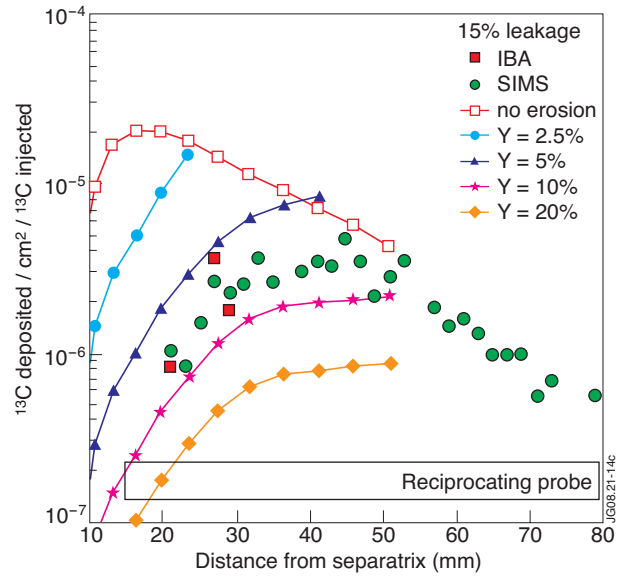 10⁻⁴
15% leakage
IBA
SIMS
no erosion
Y = 2.5%
Y = 5%
Y = 10%
Y = 20%
10⁻⁵
10⁻⁶
10⁻⁷
¹³C deposited / cm² / ¹³C injected
Reciprocating probe
JG08.21-14c
10 20 30 40 50 60 70 80
Distance from separatrix (mm)